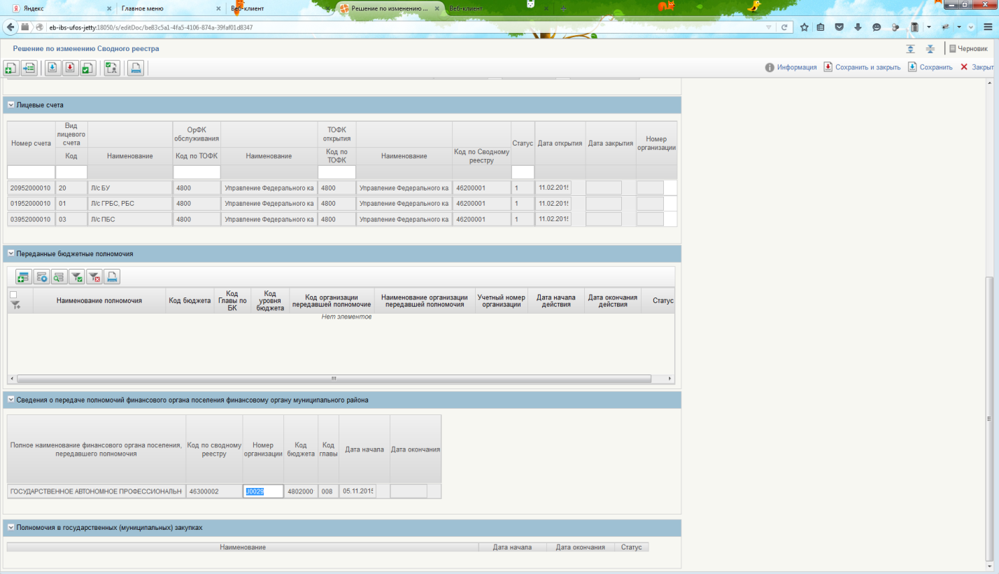 Яндекс
Главное меню
Веб-клиент
Решение по изменению ...
Веб-клиент
eb-ibs-ufos-jetty:18050/s/editDoc/be83c5a1-4fa5-4106-874a-39faf01d8347
Решение по изменению Сводного реестра
Черновик
Информация Сохранить и закрыть Сохранить Закрыт
Лицевые счета
Номер счета
Вид лицевого счета
ОрФК обслуживания
ТОФК открытия
Код
Наименование
Код по ТОФК
Наименование
Код по ТОФК
Наименование
Код по Сводному реестру
Статус
Дата открытия
Дата закрытия
Номер организации
20952000010 20 Л/с БУ 4800 Управление Федерального ка 4800 Управление Федерального ка 46200001 1 11.02.201
01952000010 01 Л/с ГРБС, РБС 4800 Управление Федерального ка 4800 Управление Федерального ка 46200001 1 11.02.201
03952000010 03 Л/с ПБС 4800 Управление Федерального ка 4800 Управление Федерального ка 46200001 1 11.02.201
Переданные бюджетные полномочия
Наименование полномочия
Код бюджета
Код Главы по БК
Код уровня бюджета
Код организации передавшей полномочие
Наименование организации передавшей полномочия
Учетный номер организации
Дата начала действия
Дата окончания действия
Статус
Нет элементов
Сведения о передаче полномочий финансового органа поселения финансовому органу муниципального района
Полное наименование финансового органа поселения, передавшего полномочия
Код по сводному реестру
Номер организации
Код бюджета
Код главы
Дата начала
Дата окончания
ГОСУДАРСТВЕННОЕ АВТОНОМНОЕ ПРОФЕССИОНАЛЬН 46300002 J0029 4802000 008 05.11.201
Полномочия в государственных (муниципальных) закупках
Наименование Дата начала Дата окончания Статус